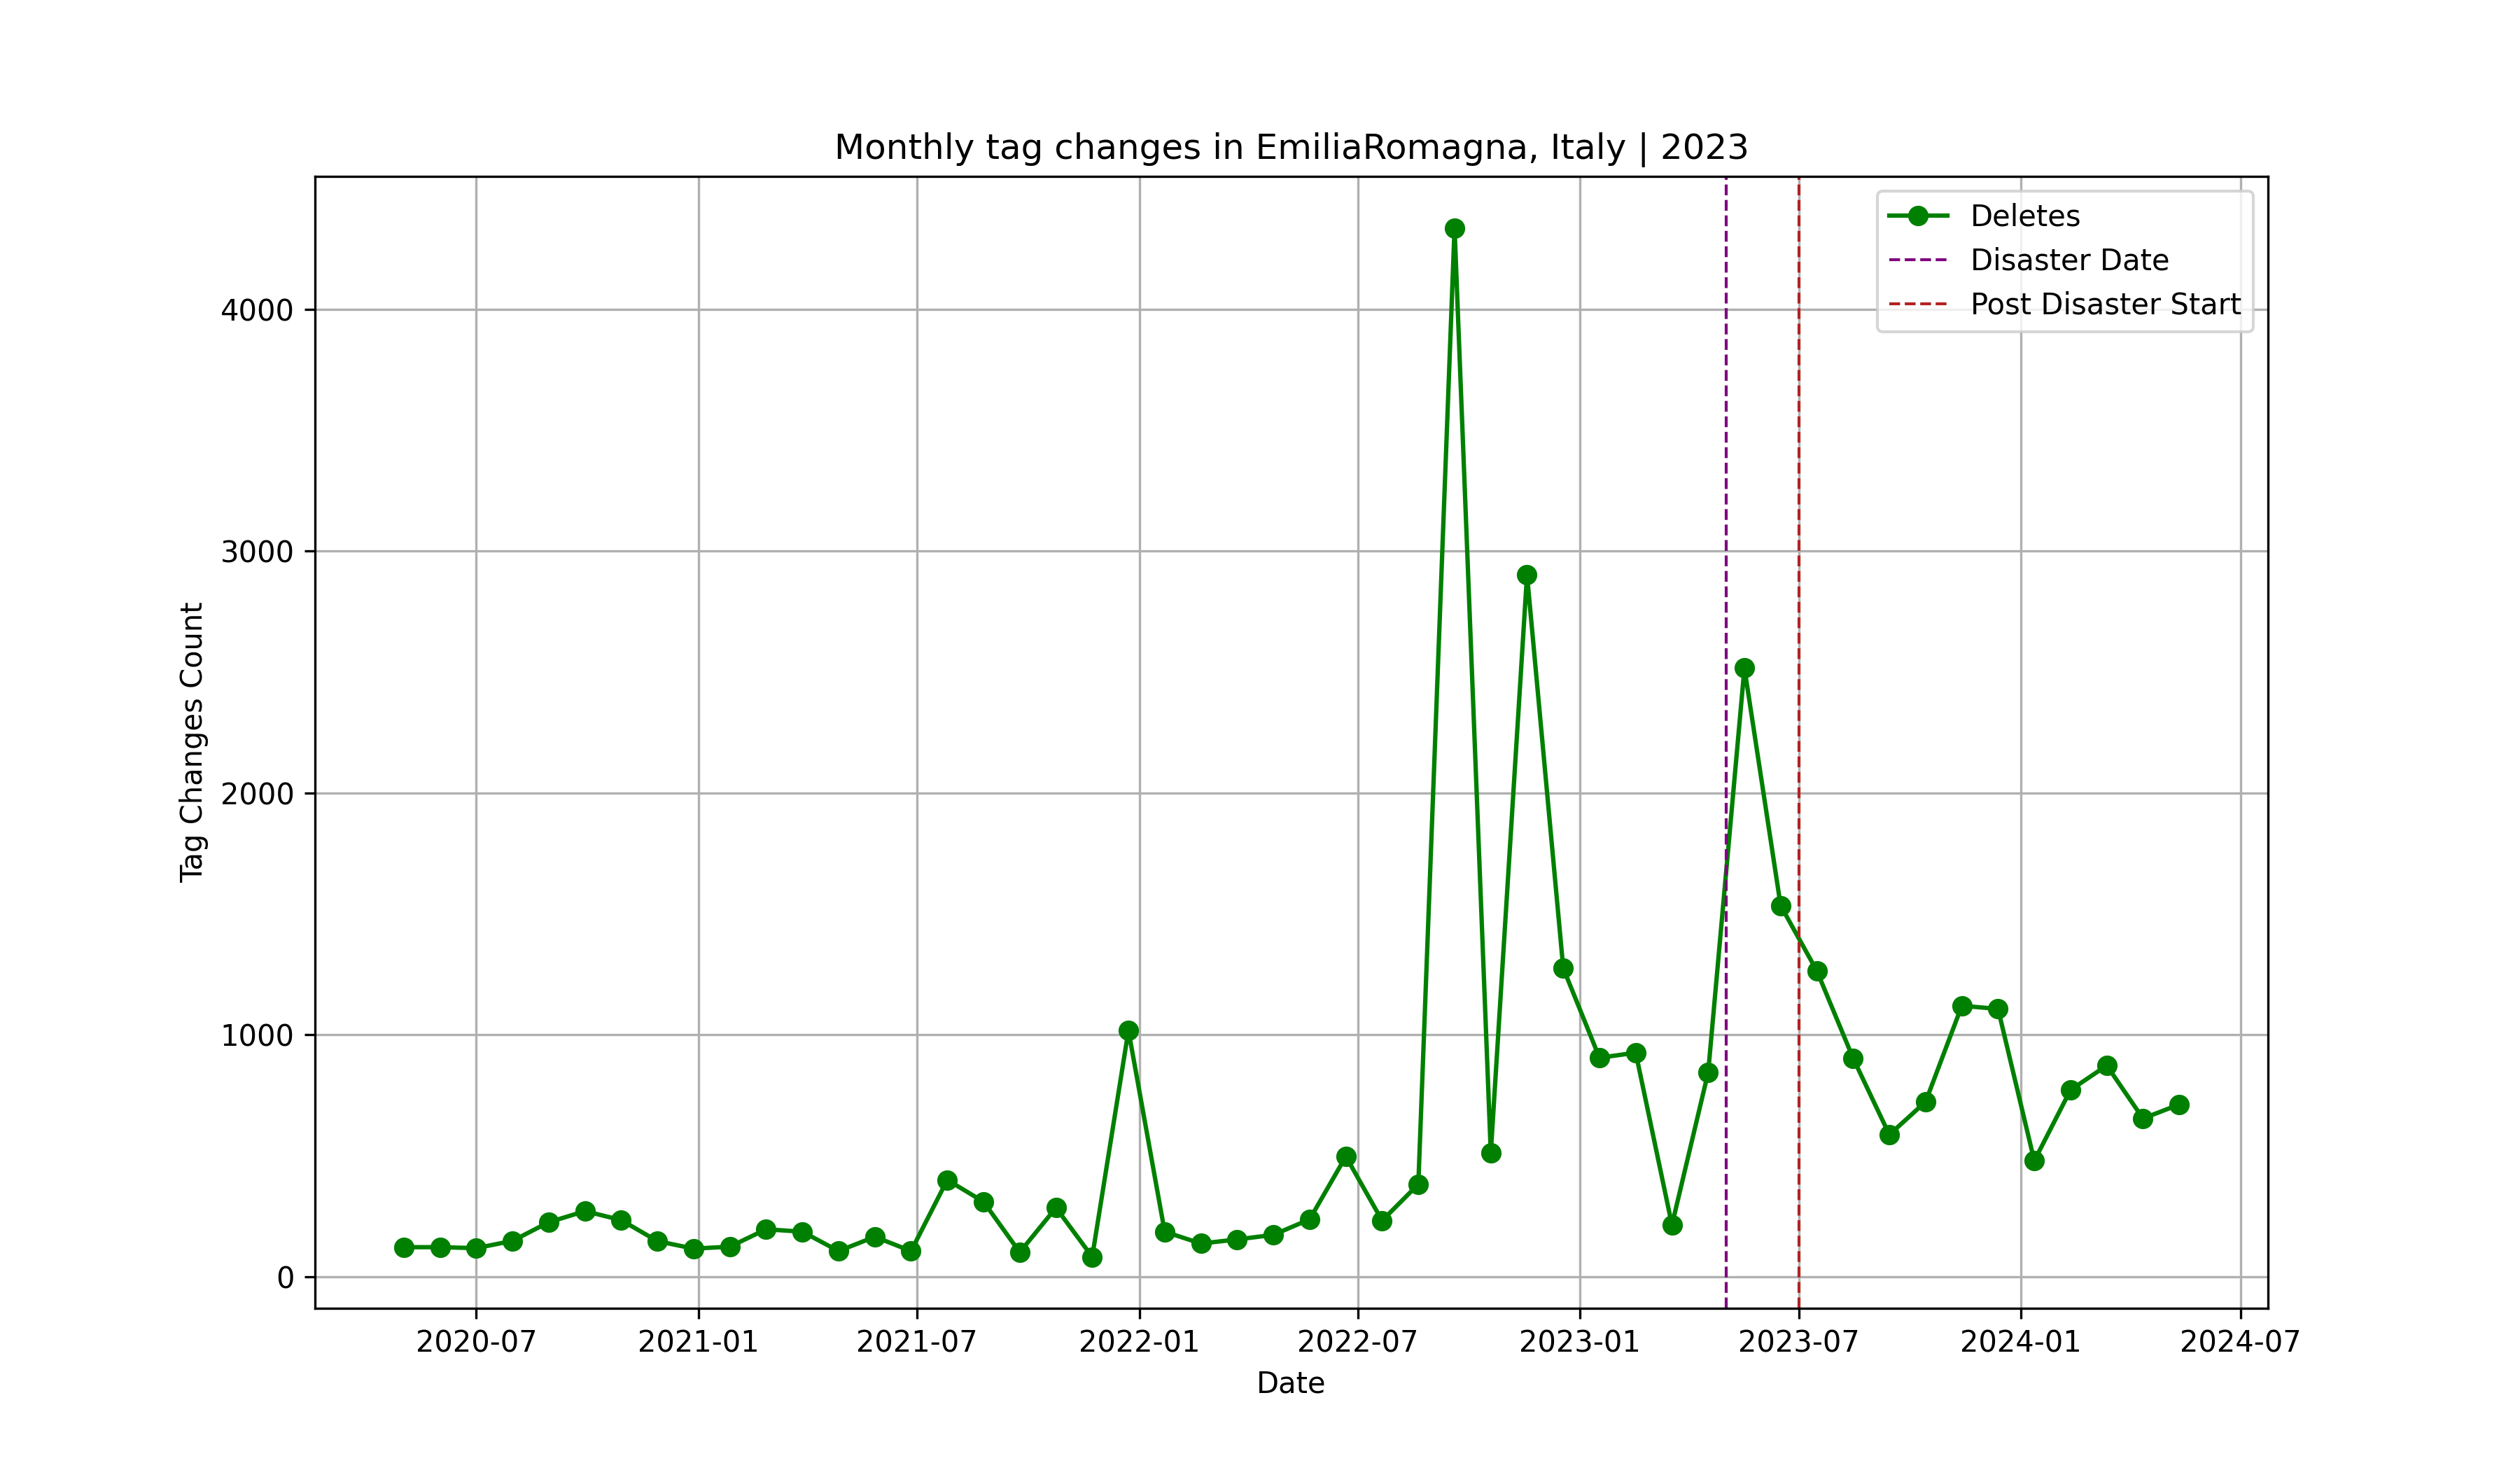 Monthly tag changes in EmiliaRomagna, Italy | 2023
Deletes
Disaster Date
Post Disaster Start
Tag Changes Count
4000
3000
2000
1000
0
2020-07
2021-01
2021-07
2022-01
2022-07
2023-01
2023-07
2024-01
2024-07
Date